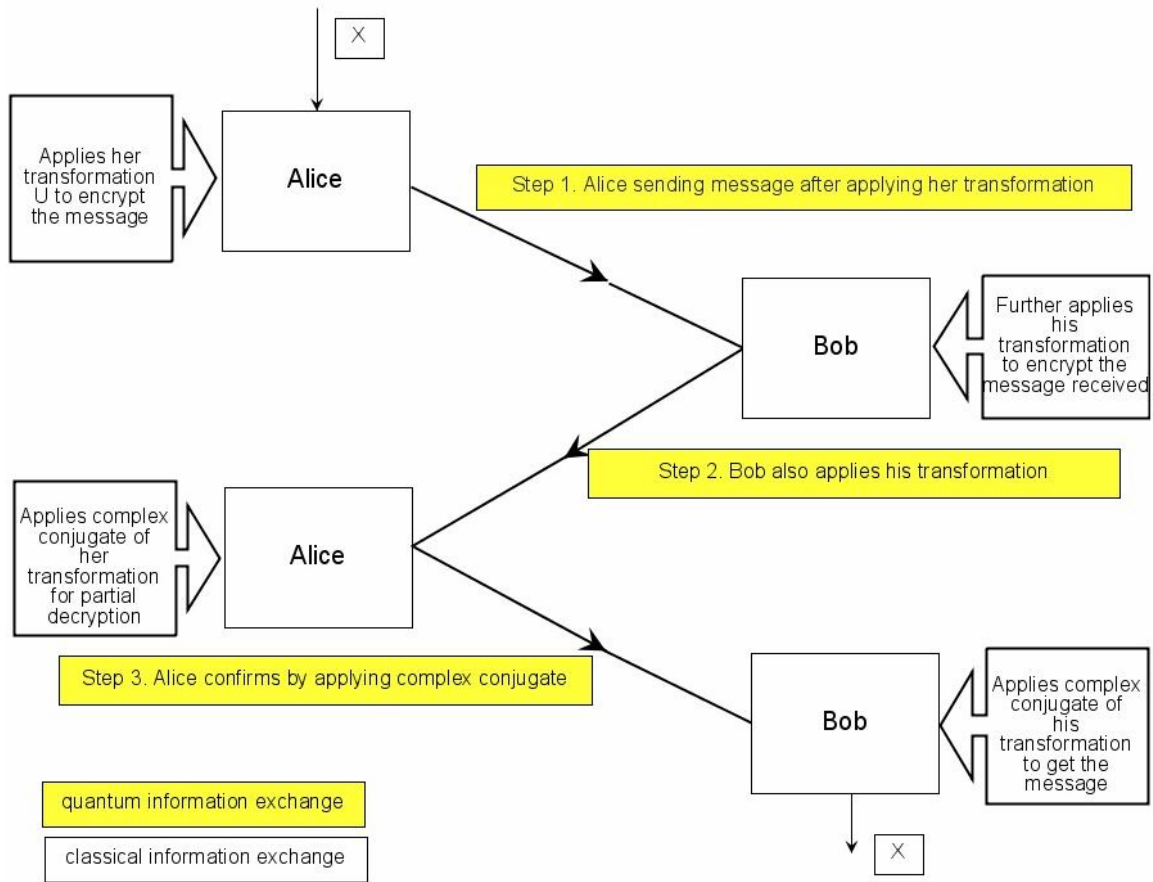 X
Applies her
transformation
U to encrypt
the message
Alice
Step 1. Alice sending message after applying her transformation
Bob
Further applies
his
transformation
to encrypt the
message received
Step 2. Bob also applies his transformation
Applies complex
conjugate of
her
transformation
for partial
decryption
Alice
Step 3. Alice confirms by applying complex conjugate
Bob
Applies complex
conjugate of
his
transformation
to get the
message
quantum information exchange
classical information exchange
X